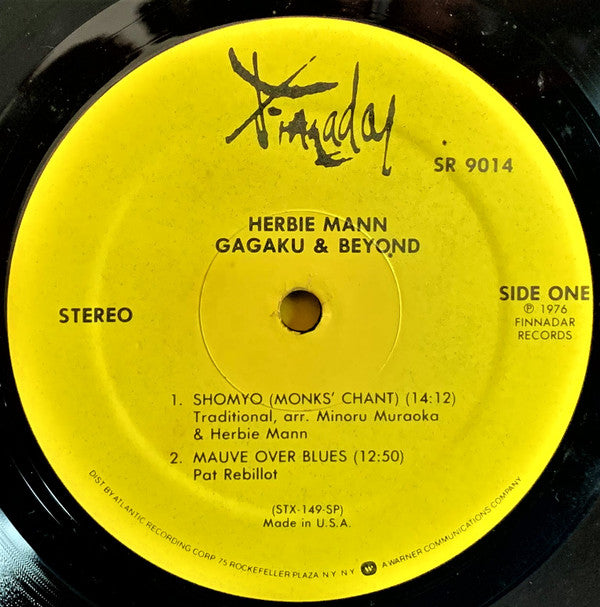 Finnadar
SR 9014
HERBIE MANN
GAGAKU & BEYOND
STEREO
SIDE ONE
℗ 1976
FINNADAR
RECORDS
1. SHOMYO (MONKS' CHANT) (14:12)
Traditional, arr. Minoru Muraoka
& Herbie Mann
2. MAUVE OVER BLUES (12:50)
Pat Rebillot
(STX-149-SP)
Made in U.S.A.
DIST BY ATLANTIC RECORDING CORP 75 ROCKEFELLER PLAZA N.Y. N.Y. W A WARNER COMMUNICATIONS COMPANY